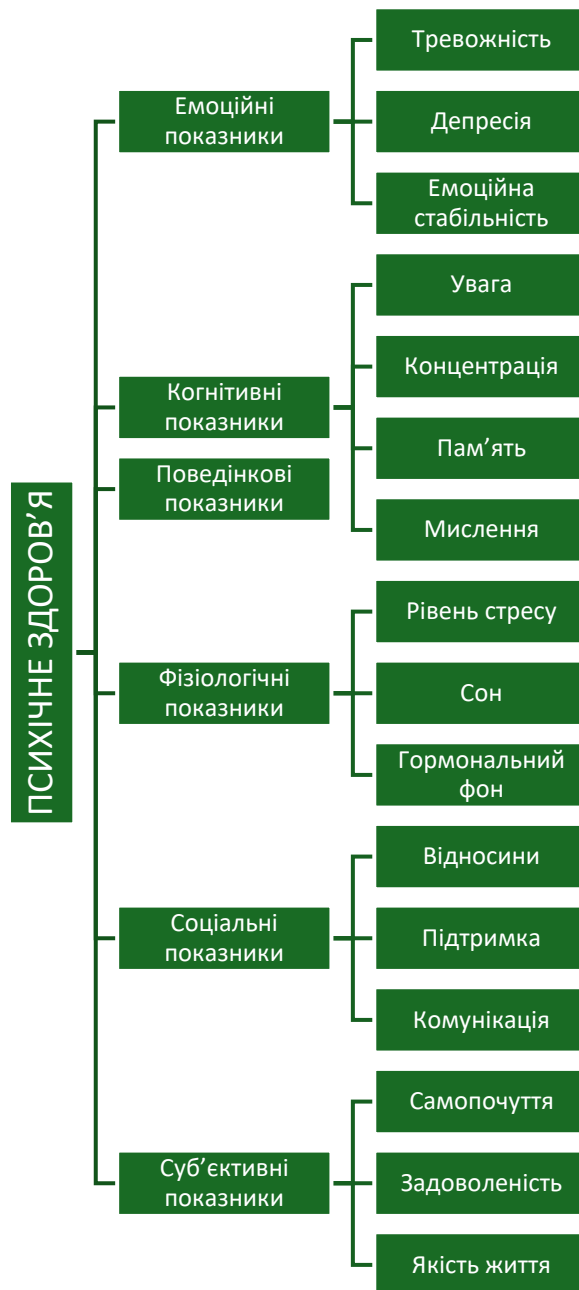 ПСИХІЧНЕ ЗДОРОВ’Я
Емоційні
показники
Тривожність
Депресія
Емоційна
стабільність
Когнітивні
показники
Увага
Концентрація
Пам’ять
Мислення
Поведінкові
показники
Фізіологічні
показники
Рівень стресу
Сон
Гормональний
фон
Соціальні
показники
Відносини
Підтримка
Комунікація
Суб’єктивні
показники
Самопочуття
Задоволеність
Якість життя